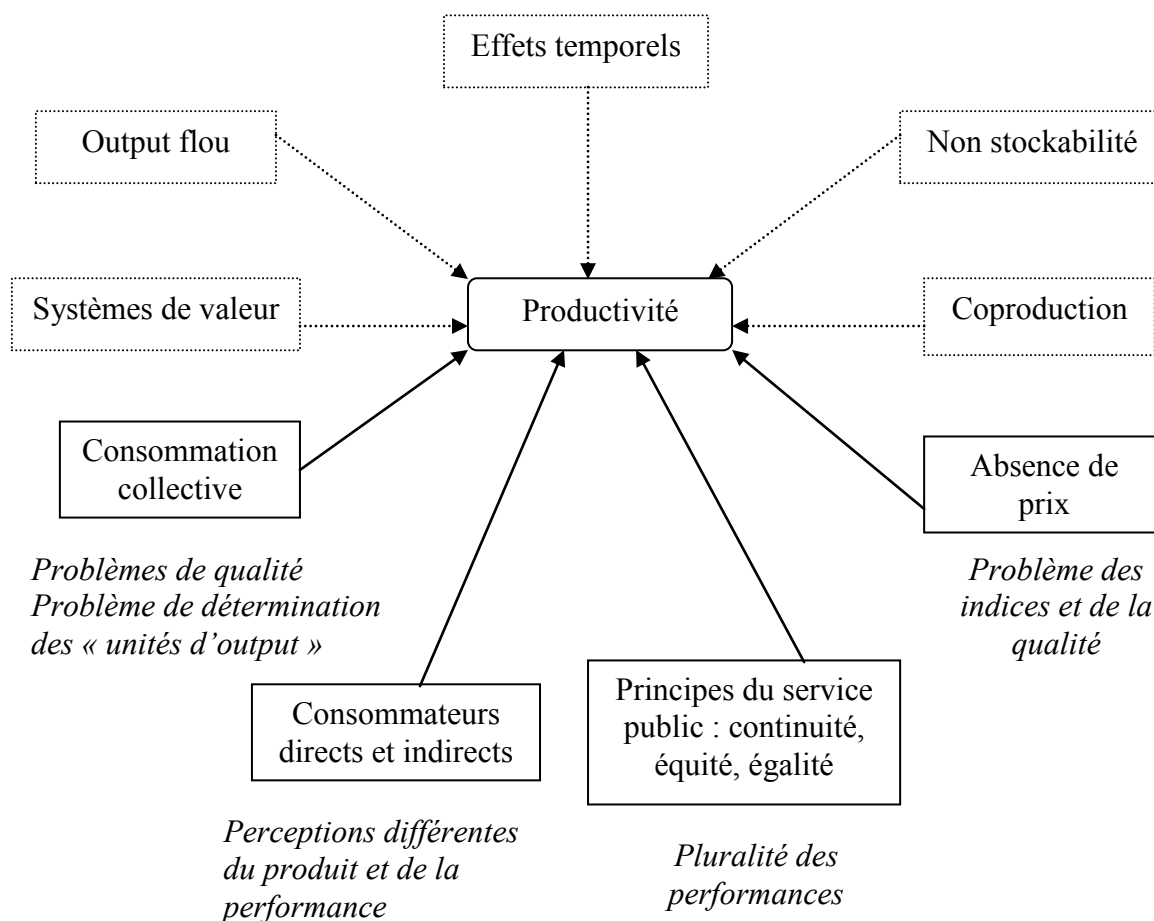 Effets temporels
Output flou
Non stockabilité
Systèmes de valeur
Productivité
Coproduction
Consommation
collective
Absence de
prix
Problèmes de qualité
Problème de détermination
des « unités d’output »
Problème des
indices et de la
qualité
Consommateurs
directs et indirects
Principes du service
public : continuité,
équité, égalité
Perceptions différentes
du produit et de la
performance
Pluralité des
performances